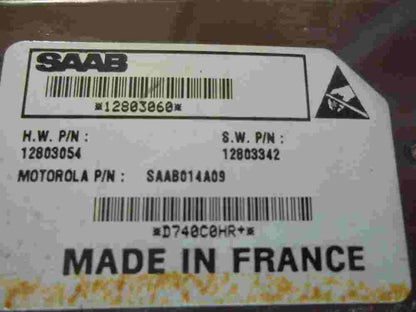 SAAB
*12803060*
H.W. P/N : S.W. P/N :
12803054 12803342
MOTOROLA P/N : SAAB014A09
*D740C0HR+*
MADE IN FRANCE